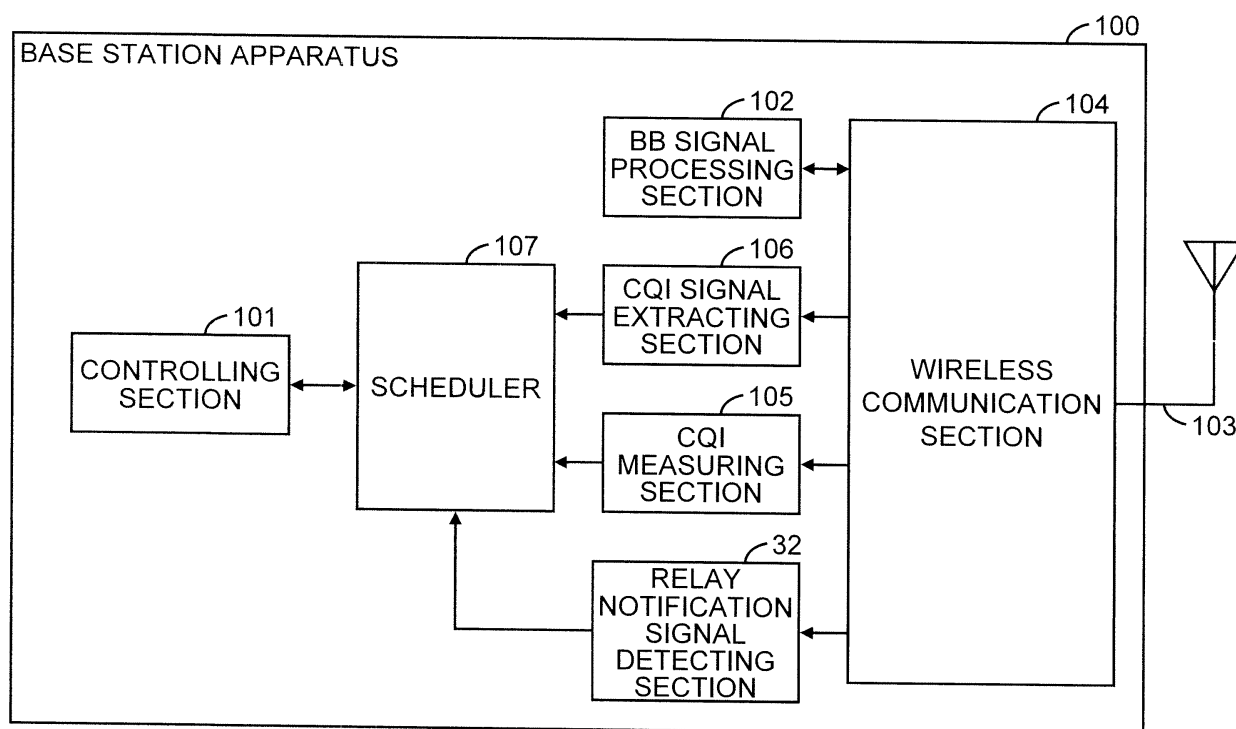 100
BASE STATION APPARATUS
102
BB SIGNAL
PROCESSING
SECTION
104
WIRELESS
COMMUNICATION
SECTION
103
106
CQI SIGNAL
EXTRACTING
SECTION
107
SCHEDULER
101
CONTROLLING
SECTION
105
CQI
MEASURING
SECTION
32
RELAY
NOTIFICATION
SIGNAL
DETECTING
SECTION